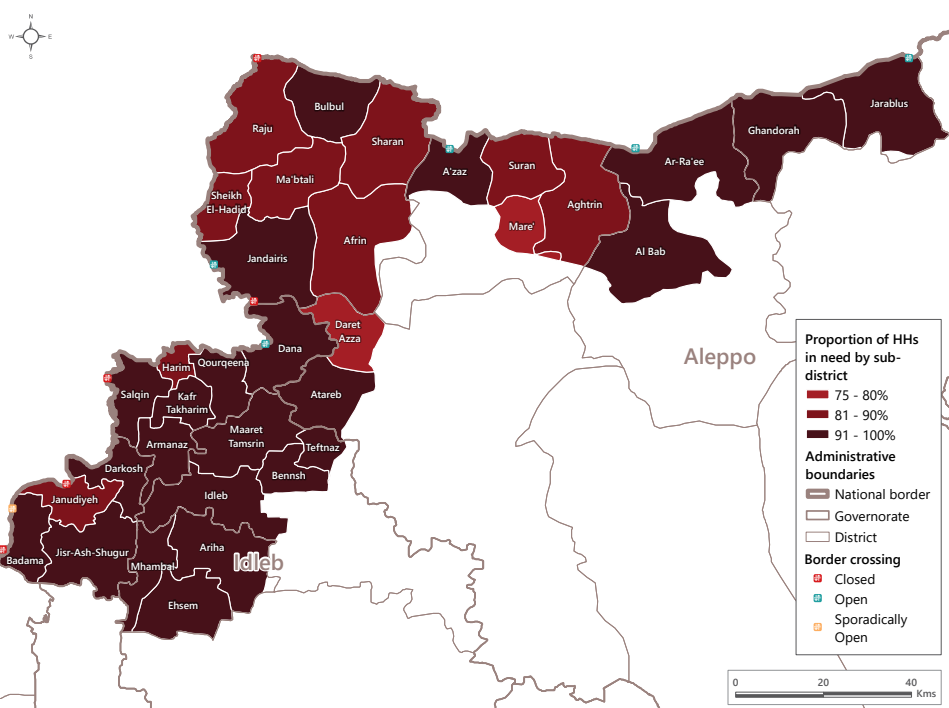 N
W
E
S
Bulbul
Raju
Sharan
Ma'btali
Sheikh
El-Hadid
Afrin
Jandairis
A'zaz
Suran
Mare'
Aghtrin
Ar-Ra'ee
Al Bab
Ghandorah
Jarablus
Daret
Azza
Dana
Harim
Qourqeena
Salqin
Kafr
Takharim
Atareb
Maaret
Tamsrin
Armanaz
Teftnaz
Darkosh
Bennsh
Janudiyeh
Idleb
Jisr-Ash-Shugur
Badama
Mhambal
Ariha
Idleb
Ehsem
Aleppo
Proportion of HHs
in need by sub-
district
75 - 80%
81 - 90%
91 - 100%
Administrative
boundaries
National border
Governorate
District
Border crossing
Closed
Open
Sporadically
Open
0
20
40
Kms